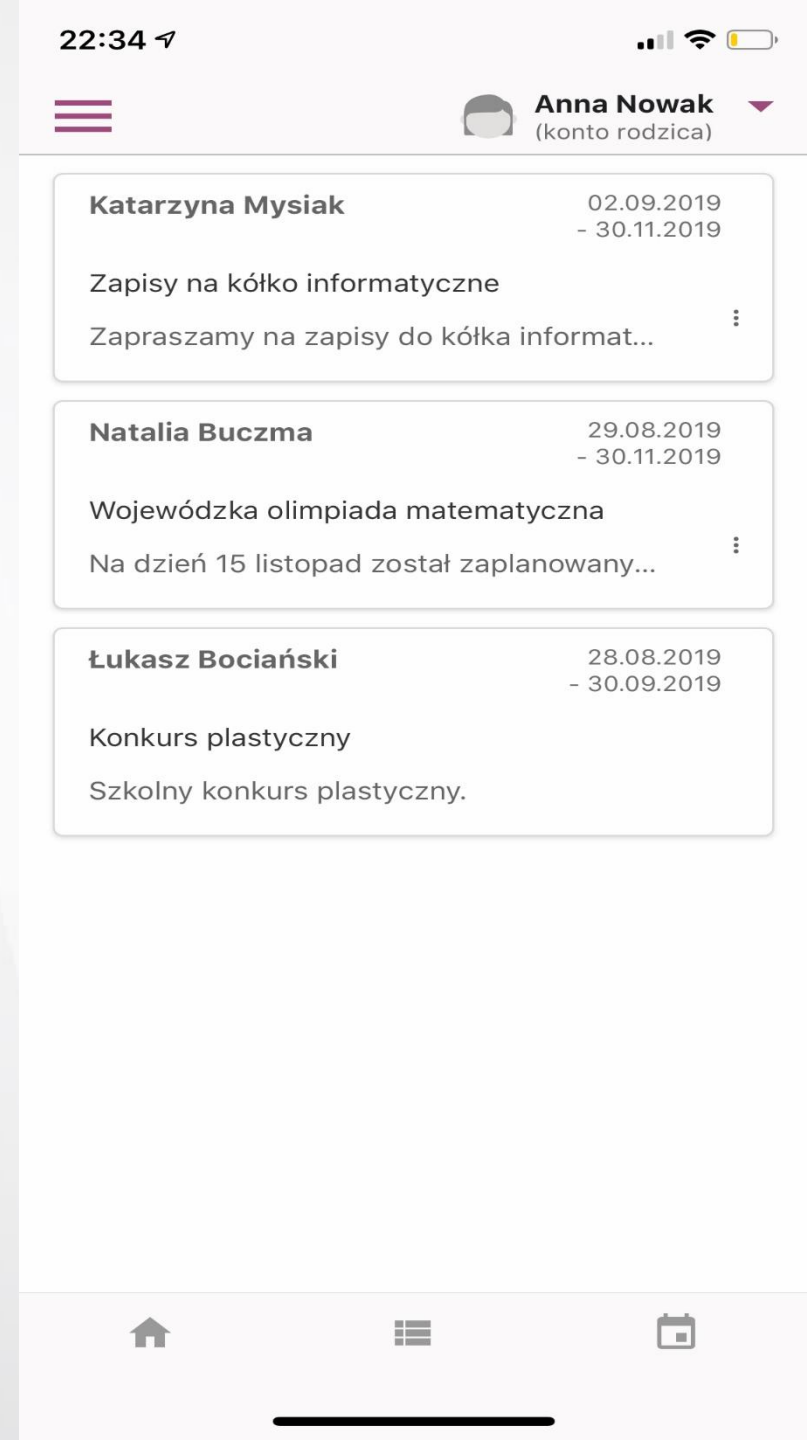 22:34
Anna Nowak
(konto rodzica)
Katarzyna Mysiak
02.09.2019
- 30.11.2019
Zapisy na kółko informatyczne
Zapraszamy na zapisy do kółka informat...
Natalia Buczma
29.08.2019
- 30.11.2019
Wojewódzka olimpiada matematyczna
Na dzień 15 listopad został zaplanowany...
Łukasz Bociański
28.08.2019
- 30.09.2019
Konkurs plastyczny
Szkolny konkurs plastyczny.